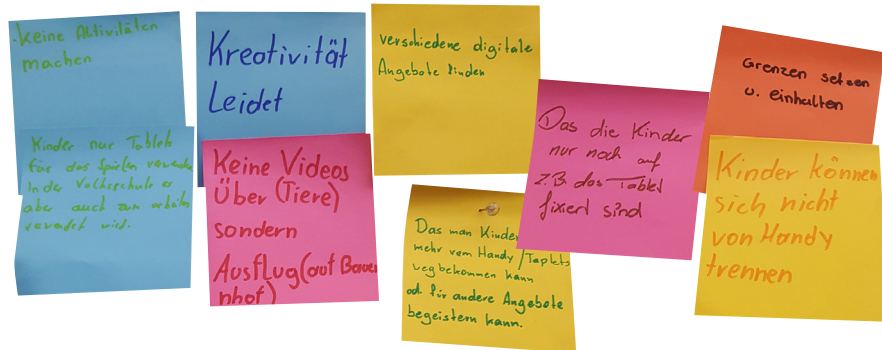 keine Aktivitäten
machen
Kinder nur Tablets
für das Spielen verwenden
In der Volksschule es
aber auch zum arbeiten
verwendet wird.
Kreativität
Leidet
Keine Videos
Über (Tiere)
sondern
Ausflug (auf Bauer
nhof)
verschiedene digitale
Angebote finden
Das man Kinder
mehr vom Handy / Taplets
wegbekommen kann
od. für andere Angebote
begeistern kann.
Das die Kinder
nur noch auf
z.B das Tablet
fixiert sind
Grenzen setzen
u. einhalten
Kinder können
sich nicht
von Handy
trennen